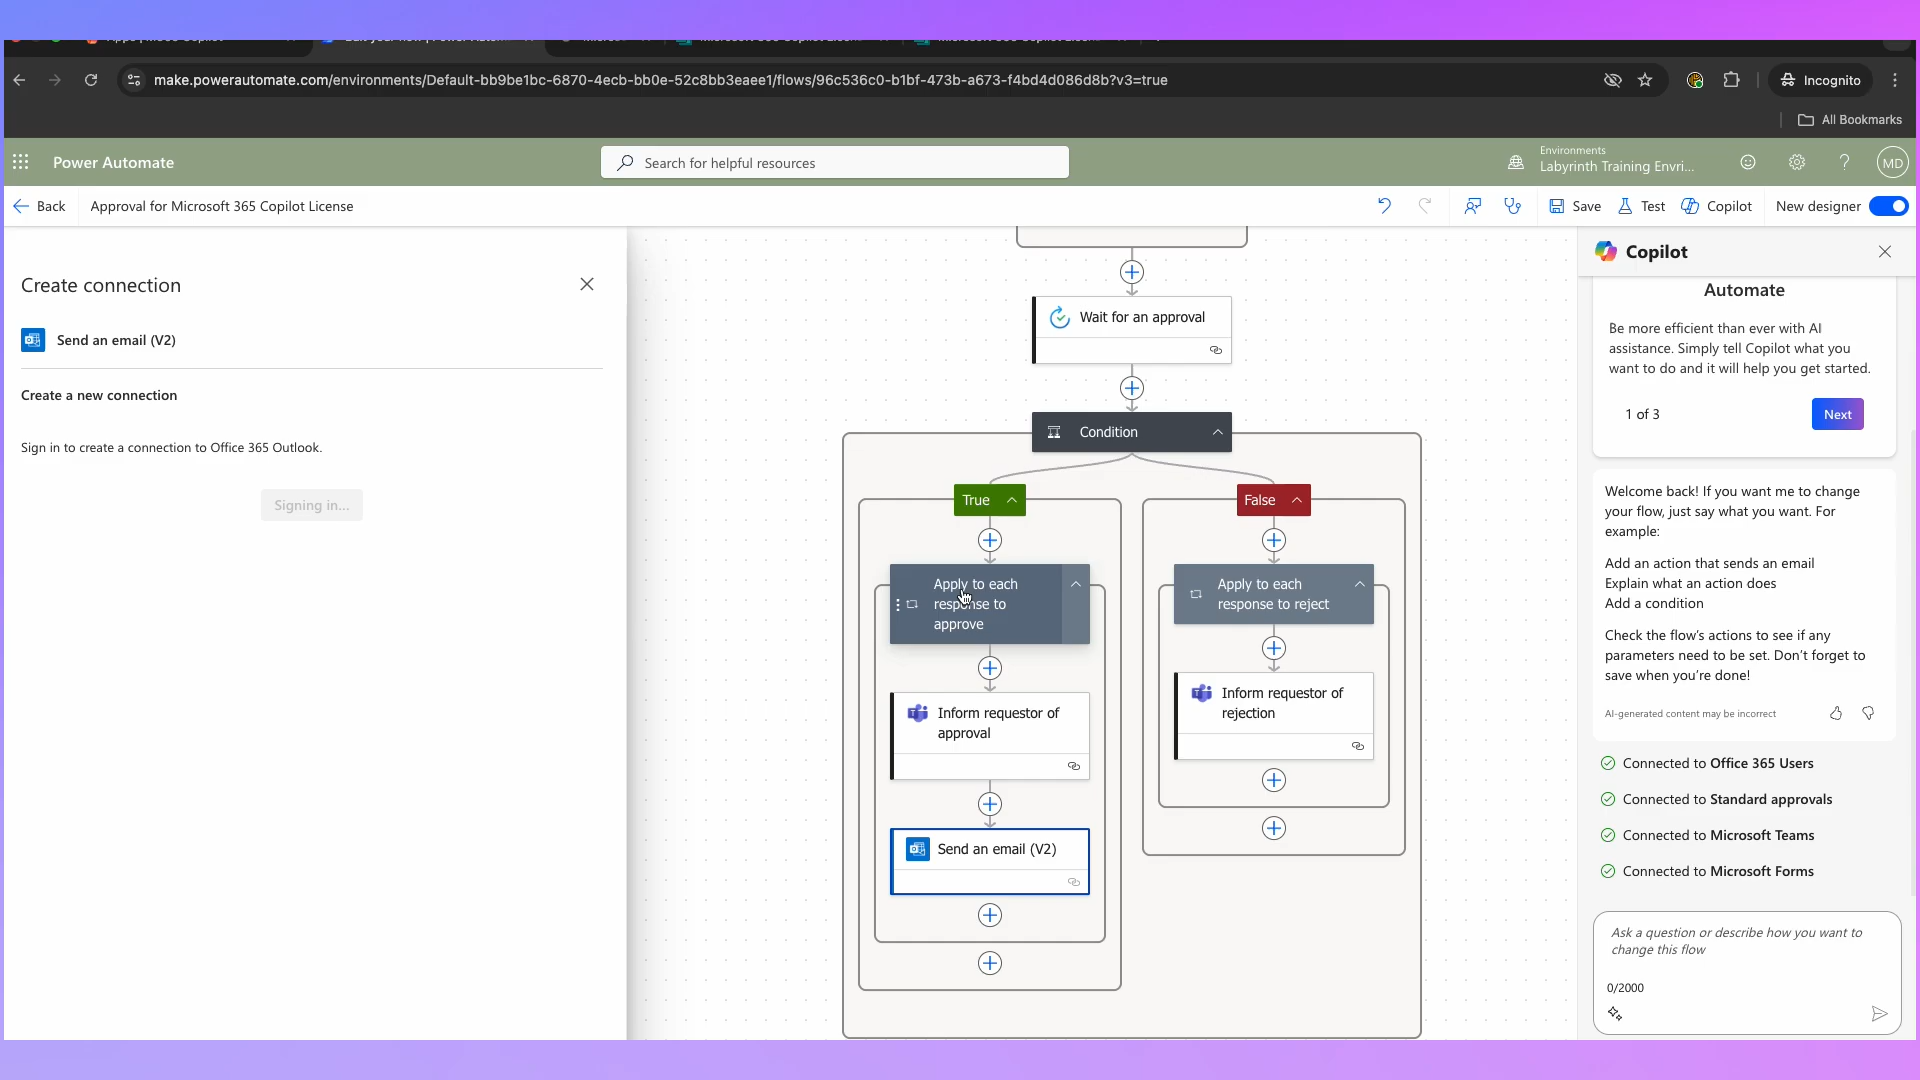 make.powerautomate.com/environments/Default-bb9be1bc-6870-4ecb-bb0e-52c8bb3eaee1/flows/96c536c0-b1bf-473b-a673-f4bd4d086d8b?v3=true
Incognito
All Bookmarks
Power Automate
Search for helpful resources
Environments
Labyrinth Training Envri...
MD
Back
Approval for Microsoft 365 Copilot License
Save
Test
Copilot
New designer
Create connection
Send an email (V2)
Create a new connection
Sign in to create a connection to Office 365 Outlook.
Signing in...
Wait for an approval
Condition
True
False
Apply to each
response to
approve
Apply to each
response to reject
Inform requestor of
approval
Inform requestor of
rejection
Send an email (V2)
Copilot
Automate
Be more efficient than ever with AI
assistance. Simply tell Copilot what you
want to do and it will help you get started.
1 of 3
Next
Welcome back! If you want me to change
your flow, just say what you want. For
example:
Add an action that sends an email
Explain what an action does
Add a condition
Check the flow's actions to see if any
parameters need to be set. Don't forget to
save when you're done!
AI-generated content may be incorrect
Connected to Office 365 Users
Connected to Standard approvals
Connected to Microsoft Teams
Connected to Microsoft Forms
Ask a question or describe how you want to
change this flow
0/2000